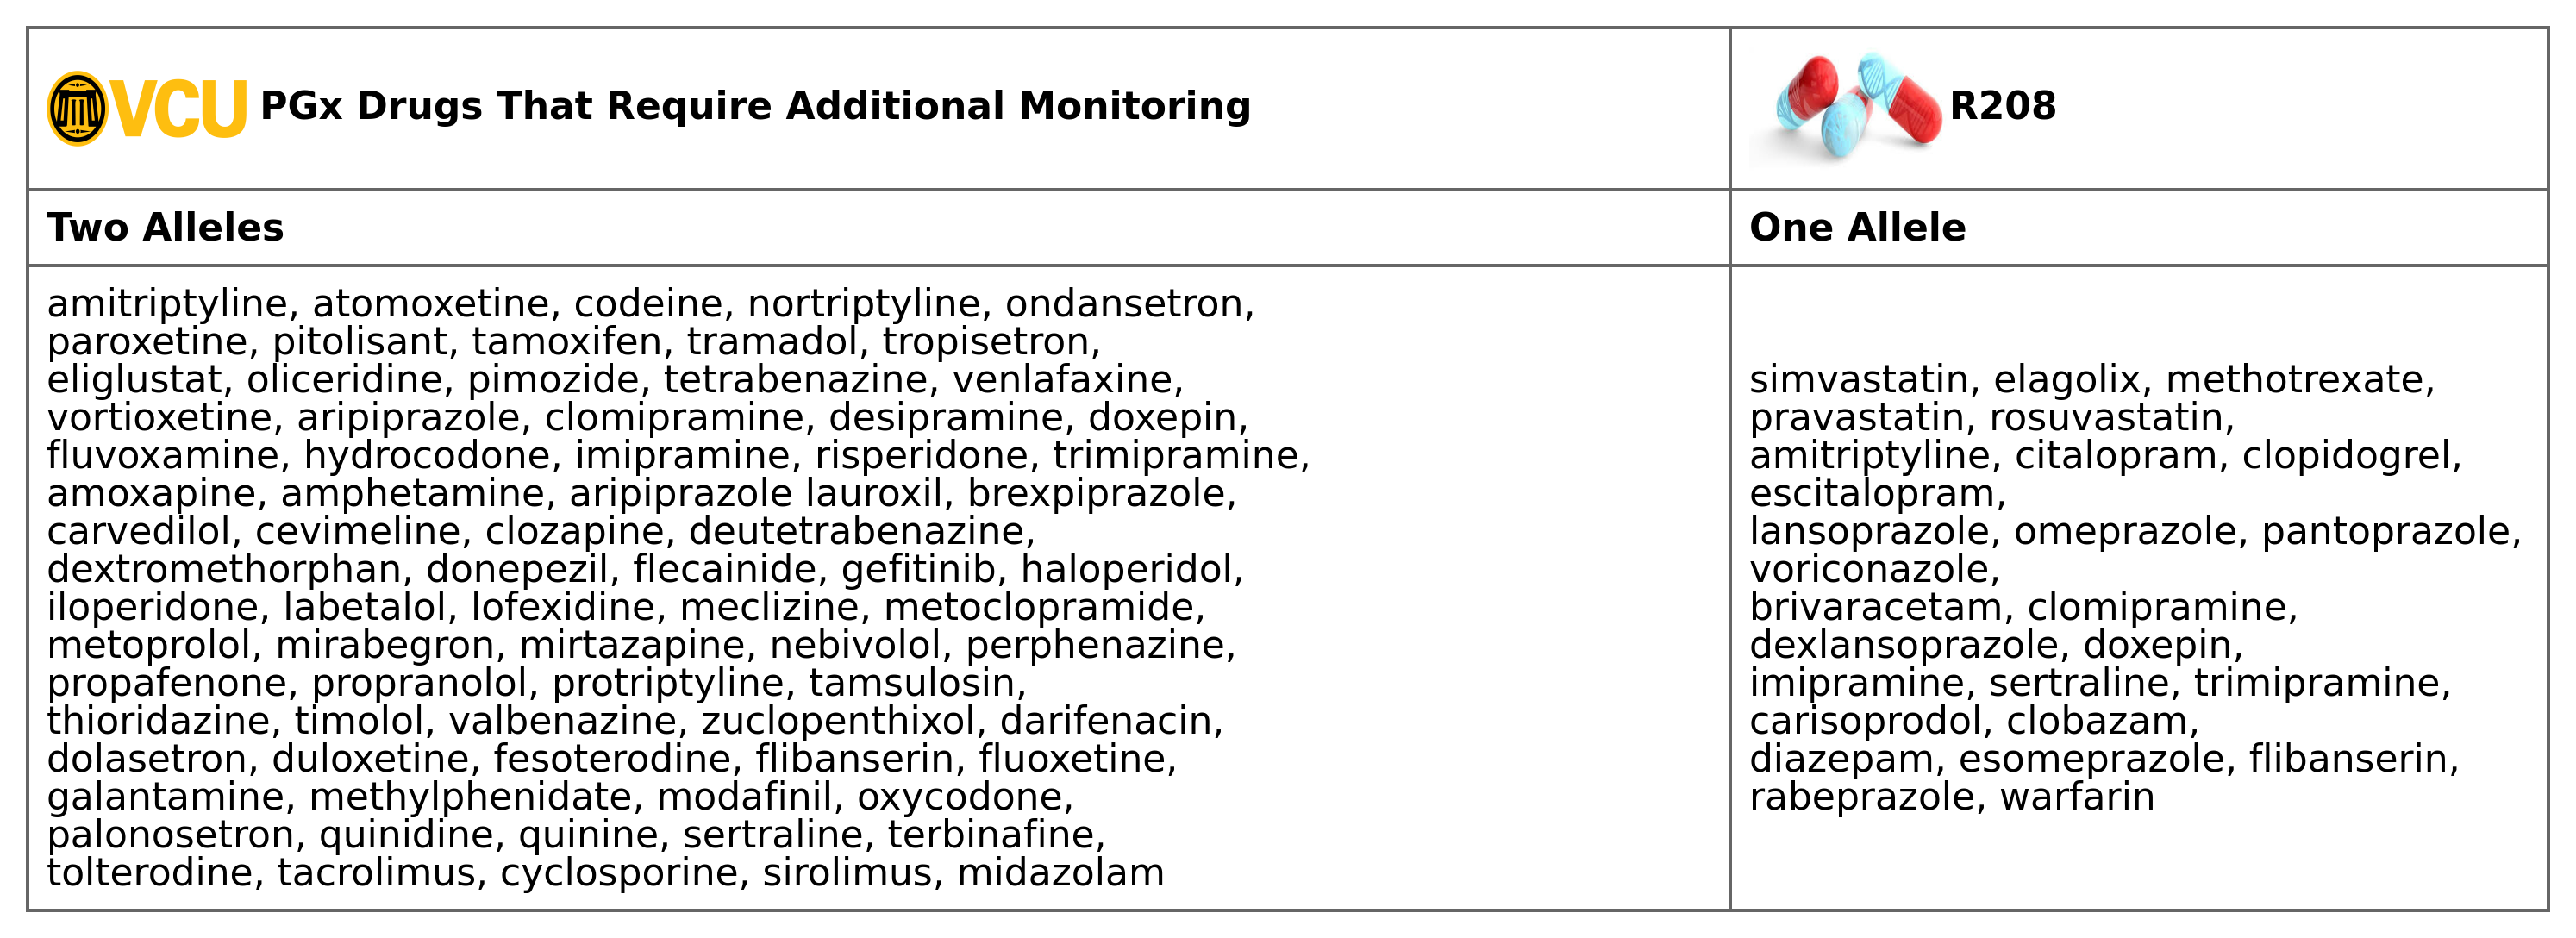 VCU PGx Drugs That Require Additional Monitoring
R208
Two Alleles
One Allele
amitriptyline, atomoxetine, codeine, nortriptyline, ondansetron,
paroxetine, pitolisant, tamoxifen, tramadol, tropisetron,
eliglustat, oliceridine, pimozide, tetrabenazine, venlafaxine,
vortioxetine, aripiprazole, clomipramine, desipramine, doxepin,
fluvoxamine, hydrocodone, imipramine, risperidone, trimipramine,
amoxapine, amphetamine, aripiprazole lauroxil, brexpiprazole,
carvedilol, cevimeline, clozapine, deutetrabenazine,
dextromethorphan, donepezil, flecainide, gefitinib, haloperidol,
iloperidone, labetalol, lofexidine, meclizine, metoclopramide,
metoprolol, mirabegron, mirtazapine, nebivolol, perphenazine,
propafenone, propranolol, protriptyline, tamsulosin,
thioridazine, timolol, valbenazine, zuclopenthixol, darifenacin,
dolasetron, duloxetine, fesoterodine, flibanserin, fluoxetine,
galantamine, methylphenidate, modafinil, oxycodone,
palonosetron, quinidine, quinine, sertraline, terbinafine,
tolterodine, tacrolimus, cyclosporine, sirolimus, midazolam
simvastatin, elagolix, methotrexate,
pravastatin, rosuvastatin,
amitriptyline, citalopram, clopidogrel,
escitalopram,
lansoprazole, omeprazole, pantoprazole,
voriconazole,
brivaracetam, clomipramine,
dexlansoprazole, doxepin,
imipramine, sertraline, trimipramine,
carisoprodol, clobazam,
diazepam, esomeprazole, flibanserin,
rabeprazole, warfarin